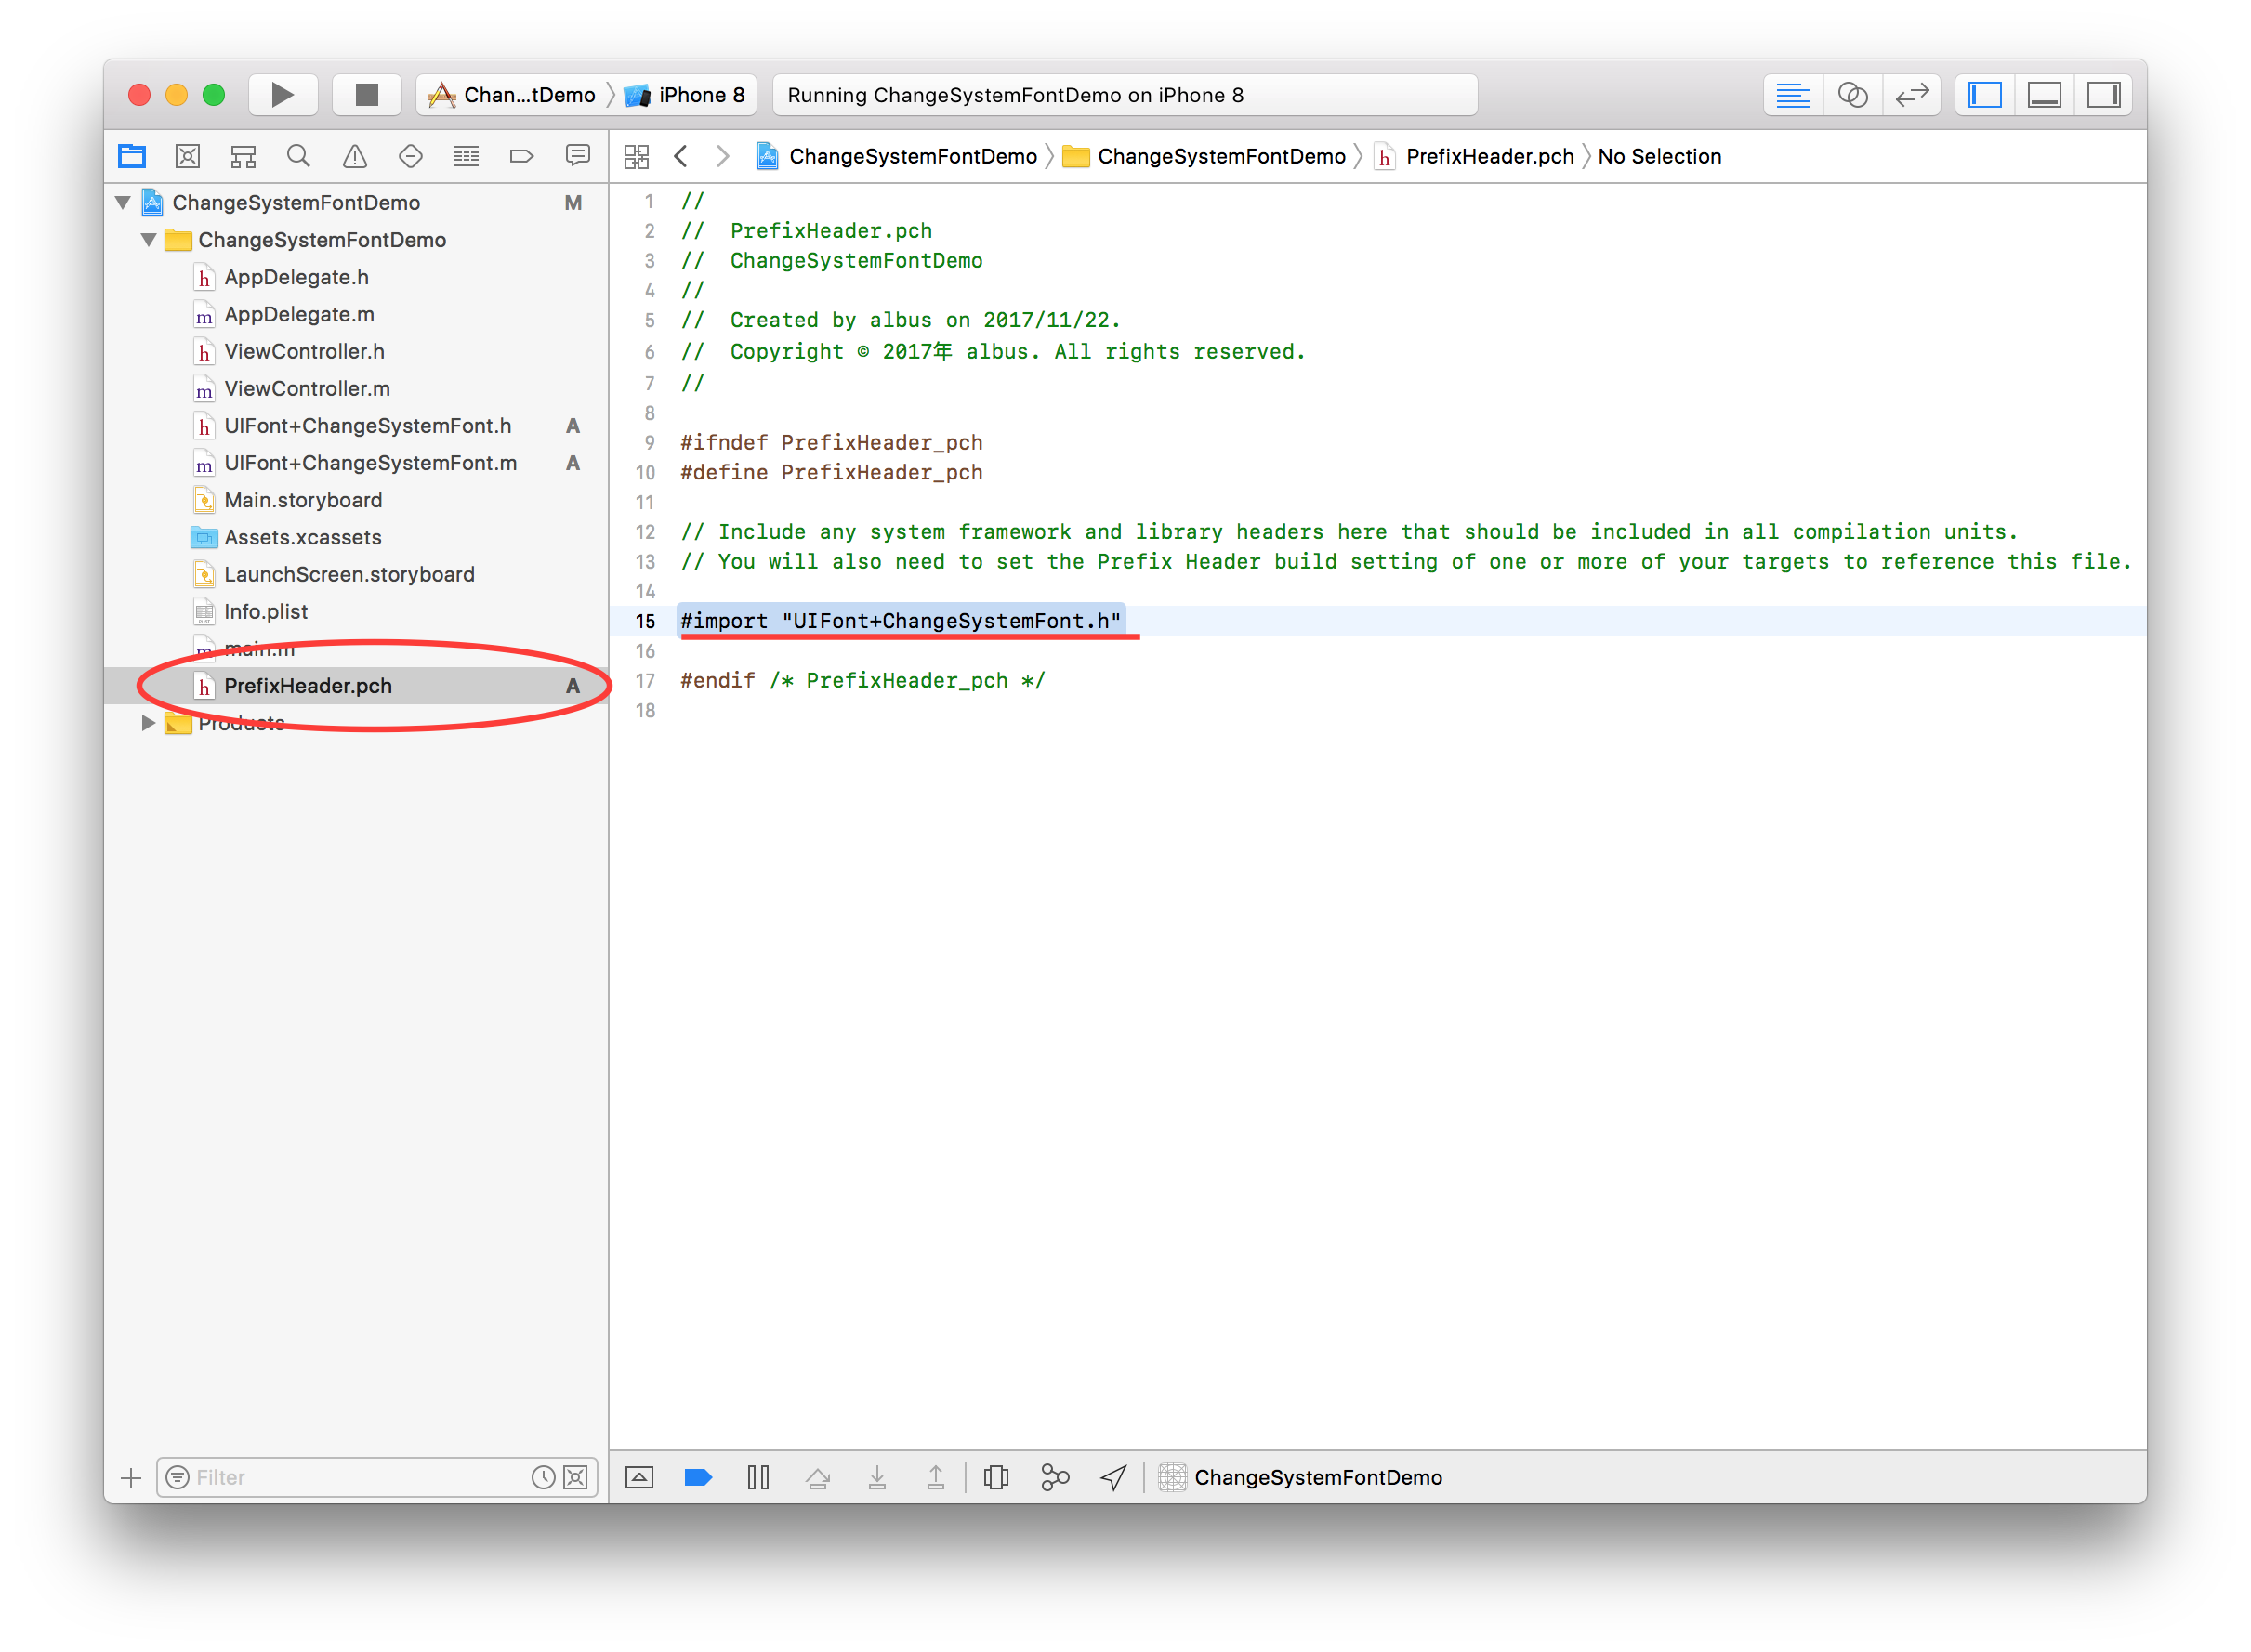 Chan...tDemo iPhone 8 Running ChangeSystemFontDemo on iPhone 8
ChangeSystemFontDemo ChangeSystemFontDemo h PrefixHeader.pch No Selection
ChangeSystemFontDemo M
ChangeSystemFontDemo
h AppDelegate.h
m AppDelegate.m
h ViewController.h
m ViewController.m
h UIFont+ChangeSystemFont.h A
m UIFont+ChangeSystemFont.m A
Main.storyboard
Assets.xcassets
LaunchScreen.storyboard
Info.plist
m main.m
h PrefixHeader.pch A
Products
Filter
1 //
2 //  PrefixHeader.pch
3 //  ChangeSystemFontDemo
4 //
5 //  Created by albus on 2017/11/22.
6 //  Copyright © 2017年 albus. All rights reserved.
7 //
8
9 #ifndef PrefixHeader_pch
10 #define PrefixHeader_pch
11
12 // Include any system framework and library headers here that should be included in all compilation units.
13 // You will also need to set the Prefix Header build setting of one or more of your targets to reference this file.
14
15 #import "UIFont+ChangeSystemFont.h"
16
17 #endif /* PrefixHeader_pch */
18
ChangeSystemFontDemo